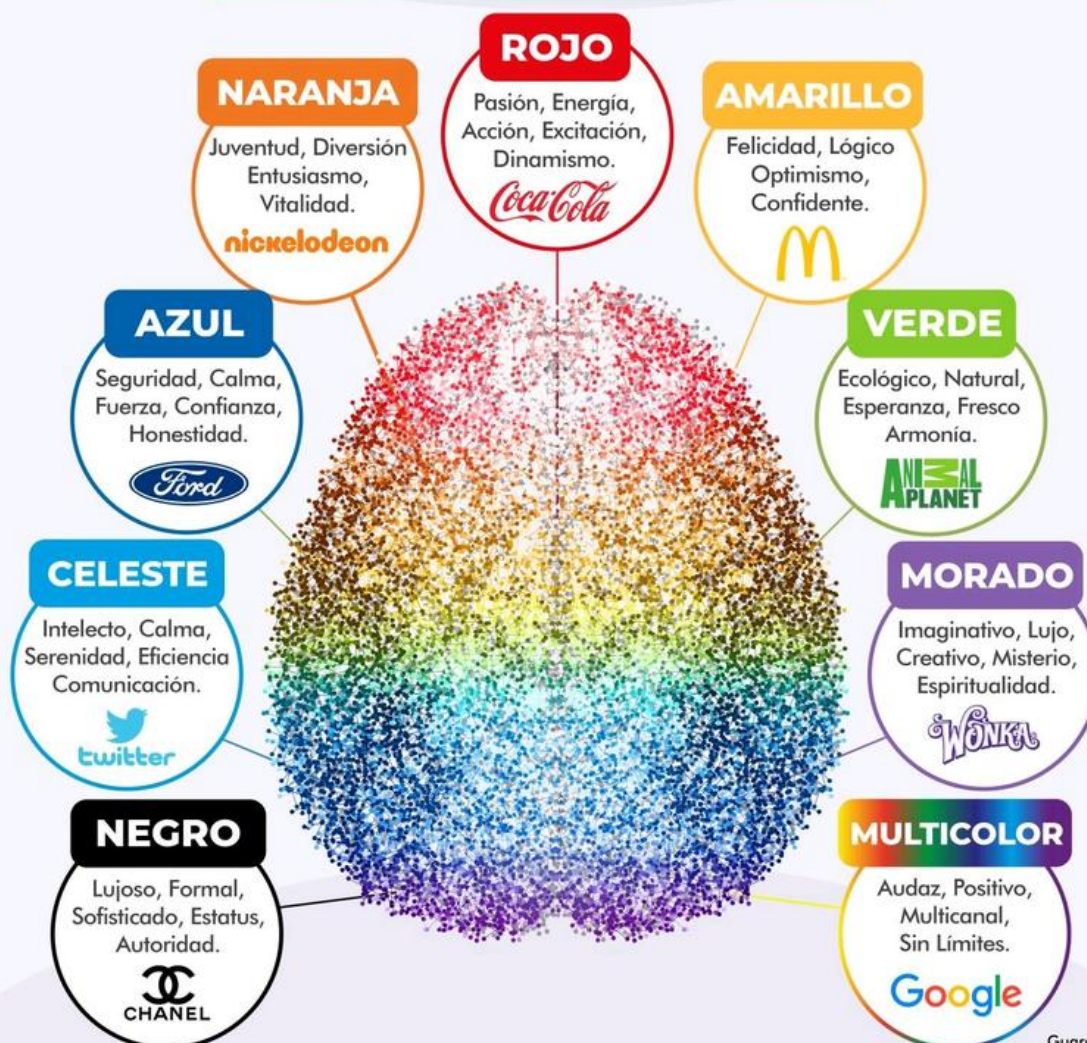 ROJO
Pasión, Energía,
Acción, Excitación,
Dinamismo.
Coca-Cola
NARANJA
Juventud, Diversión
Entusiasmo,
Vitalidad.
nickelodeon
AMARILLO
Felicidad, Lógico
Optimismo,
Confidente.
M
AZUL
Seguridad, Calma,
Fuerza, Confianza,
Honestidad.
Ford
VERDE
Ecológico, Natural,
Esperanza, Fresco
Armonía.
ANIMAL
PLANET
CELESTE
Intelecto, Calma,
Serenidad, Eficiencia
Comunicación.
twitter
MORADO
Imaginativo, Lujo,
Creativo, Misterio,
Espiritualidad.
WONKA
NEGRO
Lujoso, Formal,
Sofisticado, Estatus,
Autoridad.
CHANEL
MULTICOLOR
Audaz, Positivo,
Multicanal,
Sin Límites.
Google